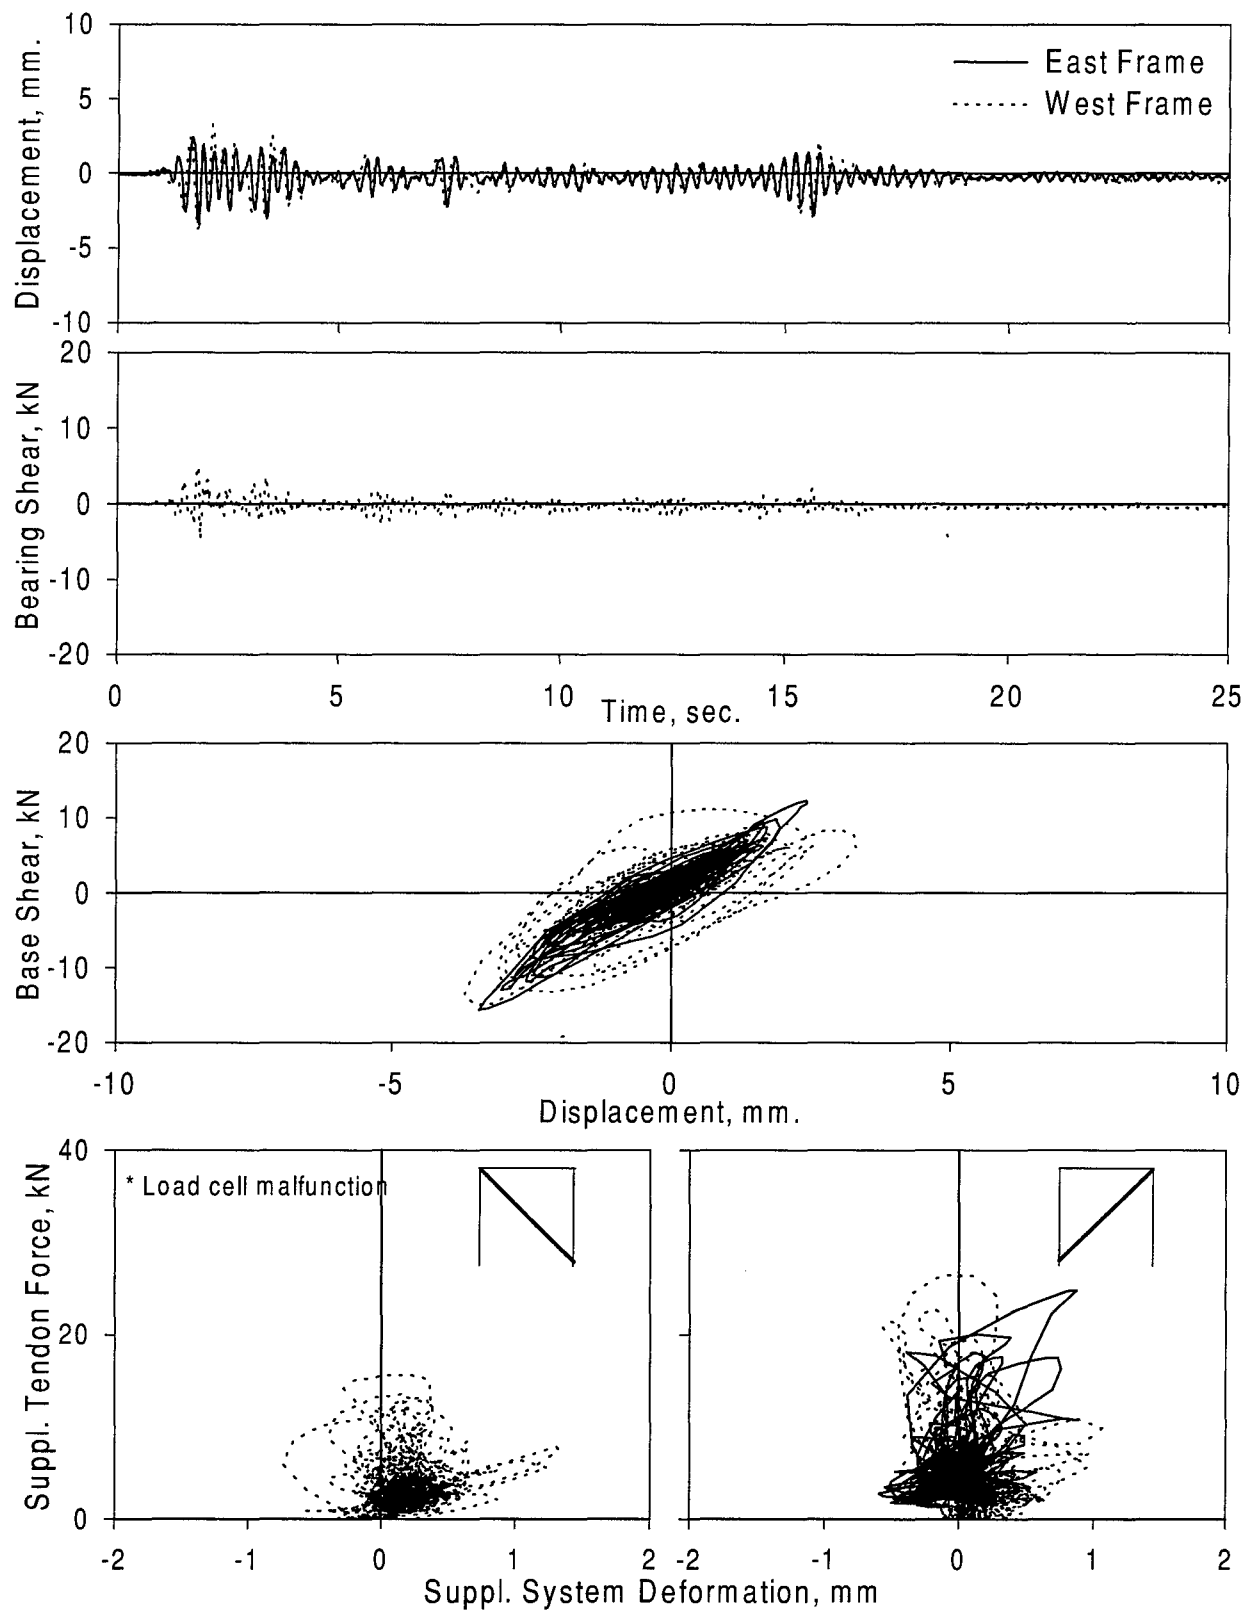 10
5
0
-5
-10
Displacement, mm.
East Frame
West Frame
20
10
0
-10
-20
Bearing Shear, kN
0 5 10 15 20 25
Time, sec.
20
10
0
-10
-20
Base Shear, kN
-10 -5 0 5 10
Displacement, mm.
40
20
0
Suppl. Tendon Force, kN
* Load cell malfunction
-2 -1 0 1 2 -2 -1 0 1 2
Suppl. System Deformation, mm